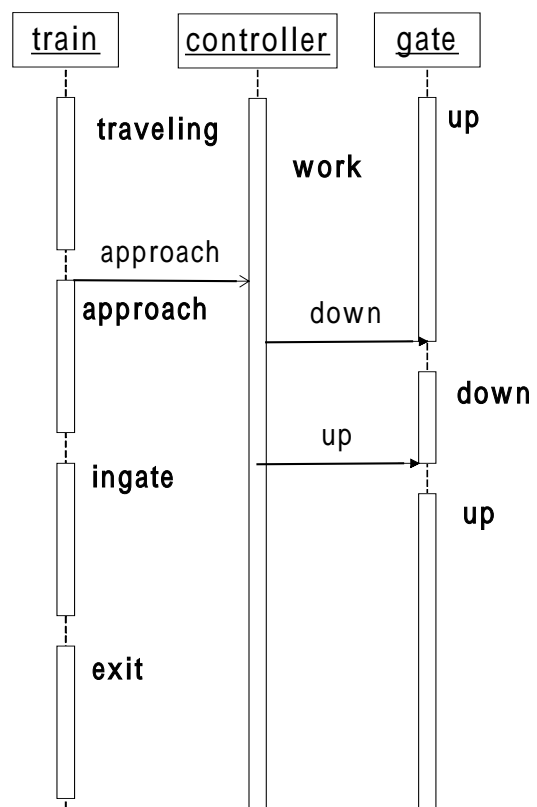 train
controller
gate
traveling
up
work
approach
approach
down
down
up
ingate
up
exit